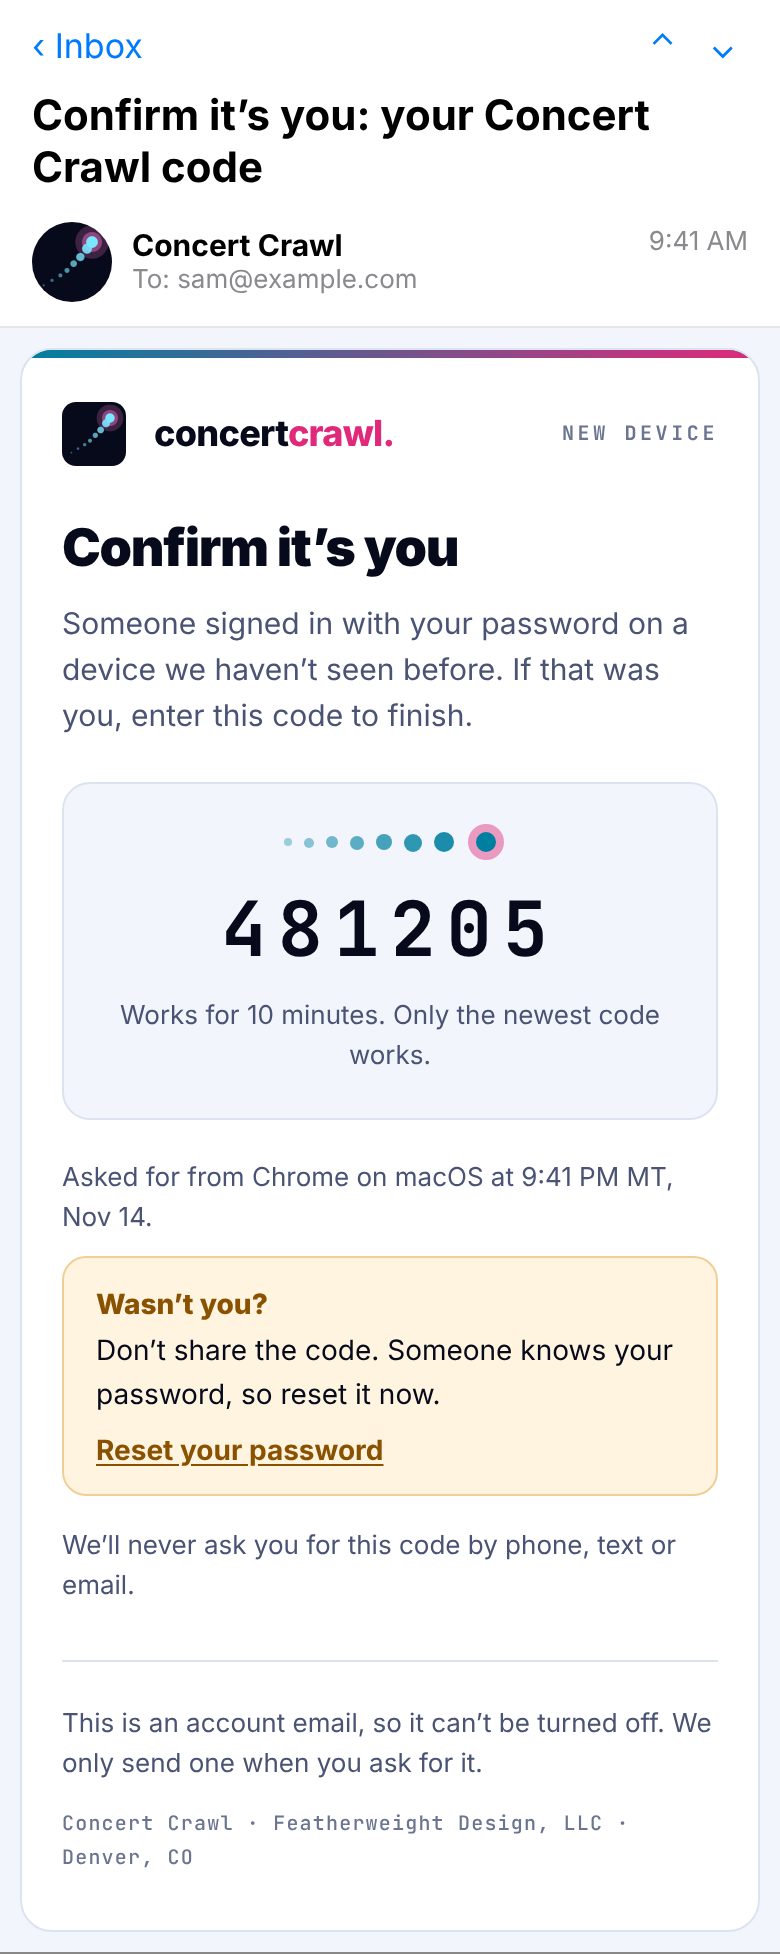 ‹ Inbox
Confirm it’s you: your Concert
Crawl code
Concert Crawl
9:41 AM
To: sam@example.com
concertcrawl.
NEW DEVICE
Confirm it’s you
Someone signed in with your password on a
device we haven’t seen before. If that was
you, enter this code to finish.
481205
Works for 10 minutes. Only the newest code
works.
Asked for from Chrome on macOS at 9:41 PM MT,
Nov 14.
Wasn’t you?
Don’t share the code. Someone knows your
password, so reset it now.
Reset your password
We’ll never ask you for this code by phone, text or
email.
This is an account email, so it can’t be turned off. We
only send one when you ask for it.
Concert Crawl · Featherweight Design, LLC ·
Denver, CO